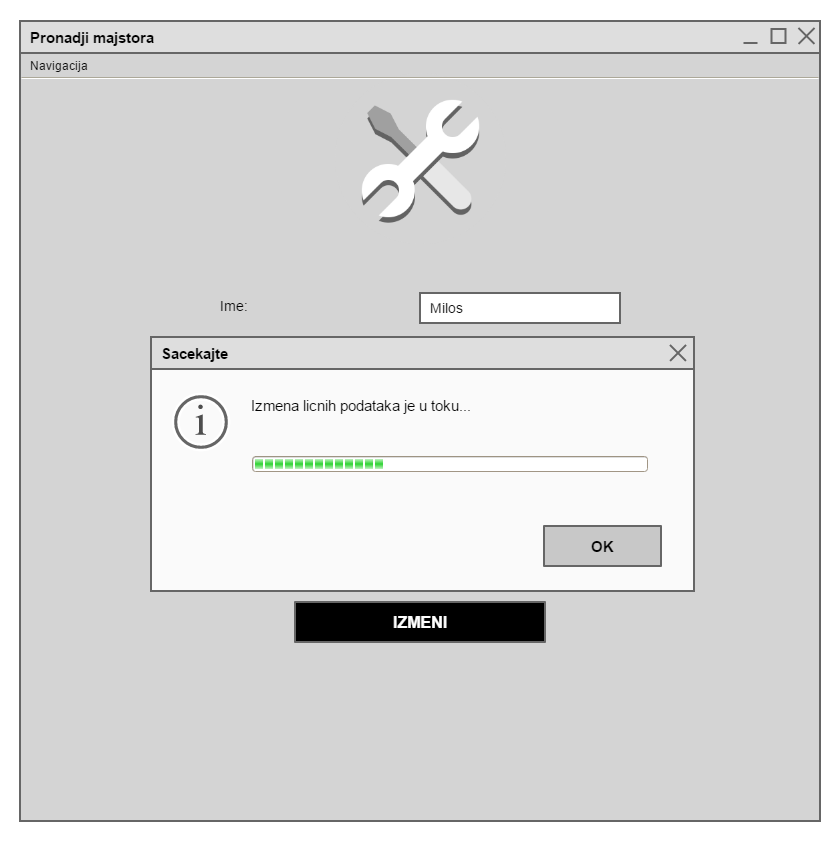 Pronadji majstora
Navigacija
Ime:
Milos
Sacekajte
i
Izmena licnih podataka je u toku...
OK
IZMENI